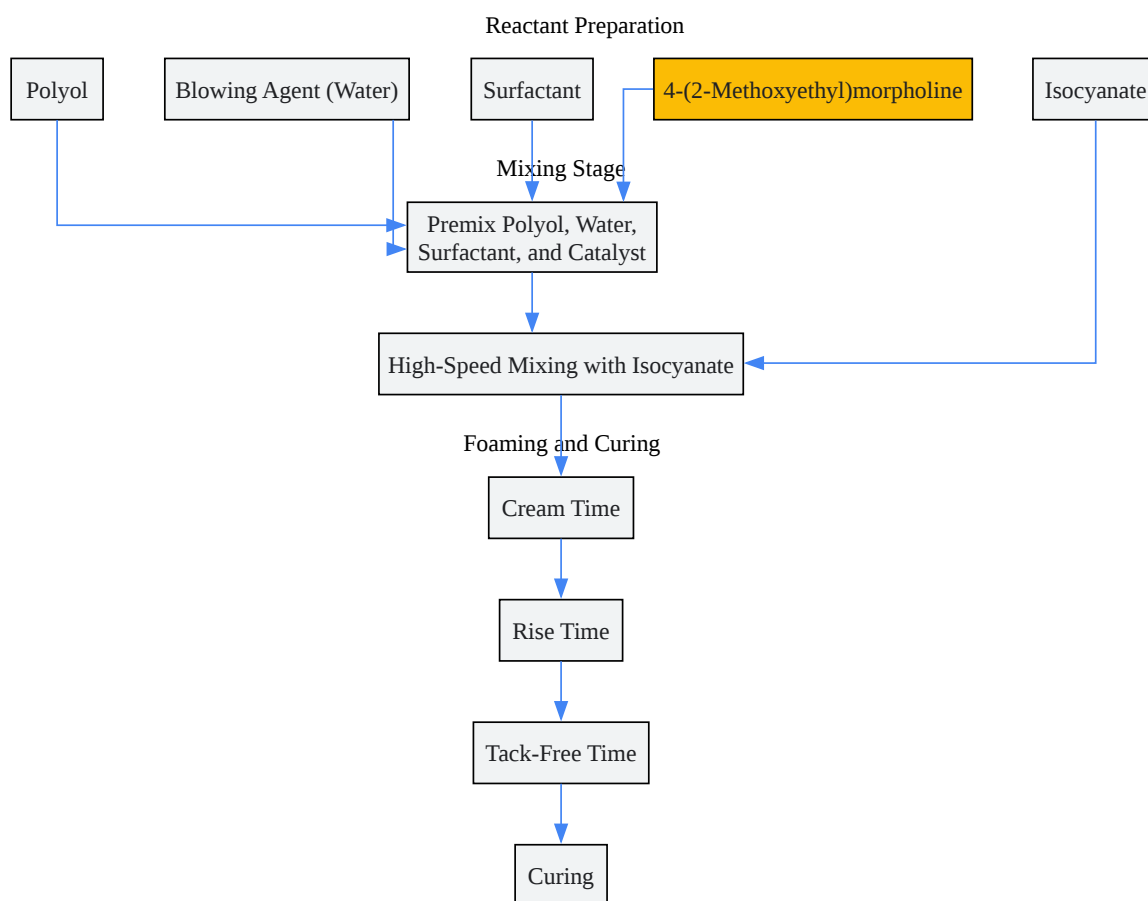 Reactant Preparation
Polyol
Blowing Agent (Water)
Surfactant
4-(2-Methoxyethyl)morpholine
Isocyanate
Mixing Stage
Premix Polyol, Water,
Surfactant, and Catalyst
High-Speed Mixing with Isocyanate
Foaming and Curing
Cream Time
Rise Time
Tack-Free Time
Curing